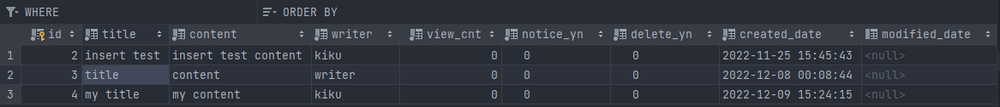 WHERE ORDER BY
id title content writer view_cnt notice_yn delete_yn created_date modified_date
1 2 insert test insert test content kiku 0 0 0 2022-11-25 15:45:43 <null>
2 3 title content writer 0 0 0 2022-12-08 00:08:44 <null>
3 4 my title my content kiku 0 0 0 2022-12-09 15:24:15 <null>